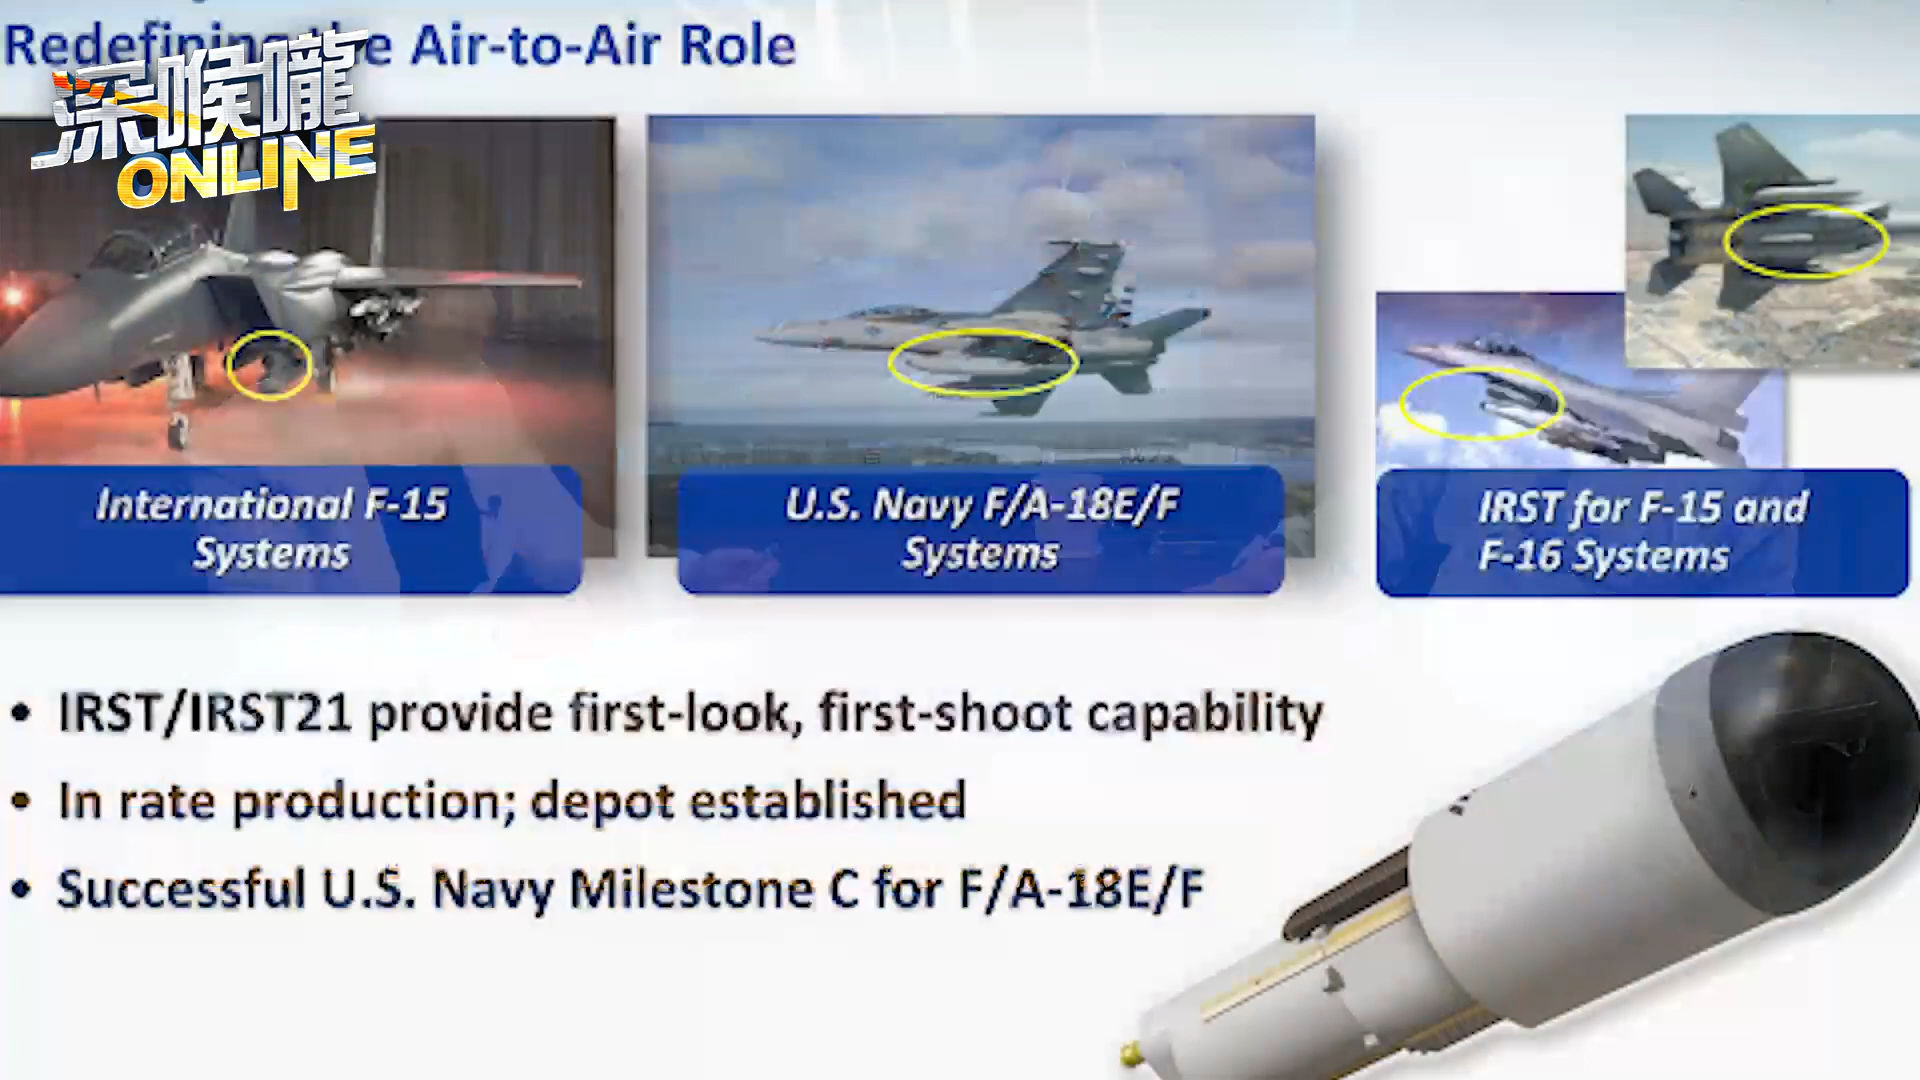 Redefining the Air-to-Air Role
深喉嚨
ONLINE
International F-15
Systems
U.S. Navy F/A-18E/F
Systems
IRST for F-15 and
F-16 Systems
• IRST/IRST21 provide first-look, first-shoot capability
• In rate production; depot established
• Successful U.S. Navy Milestone C for F/A-18E/F